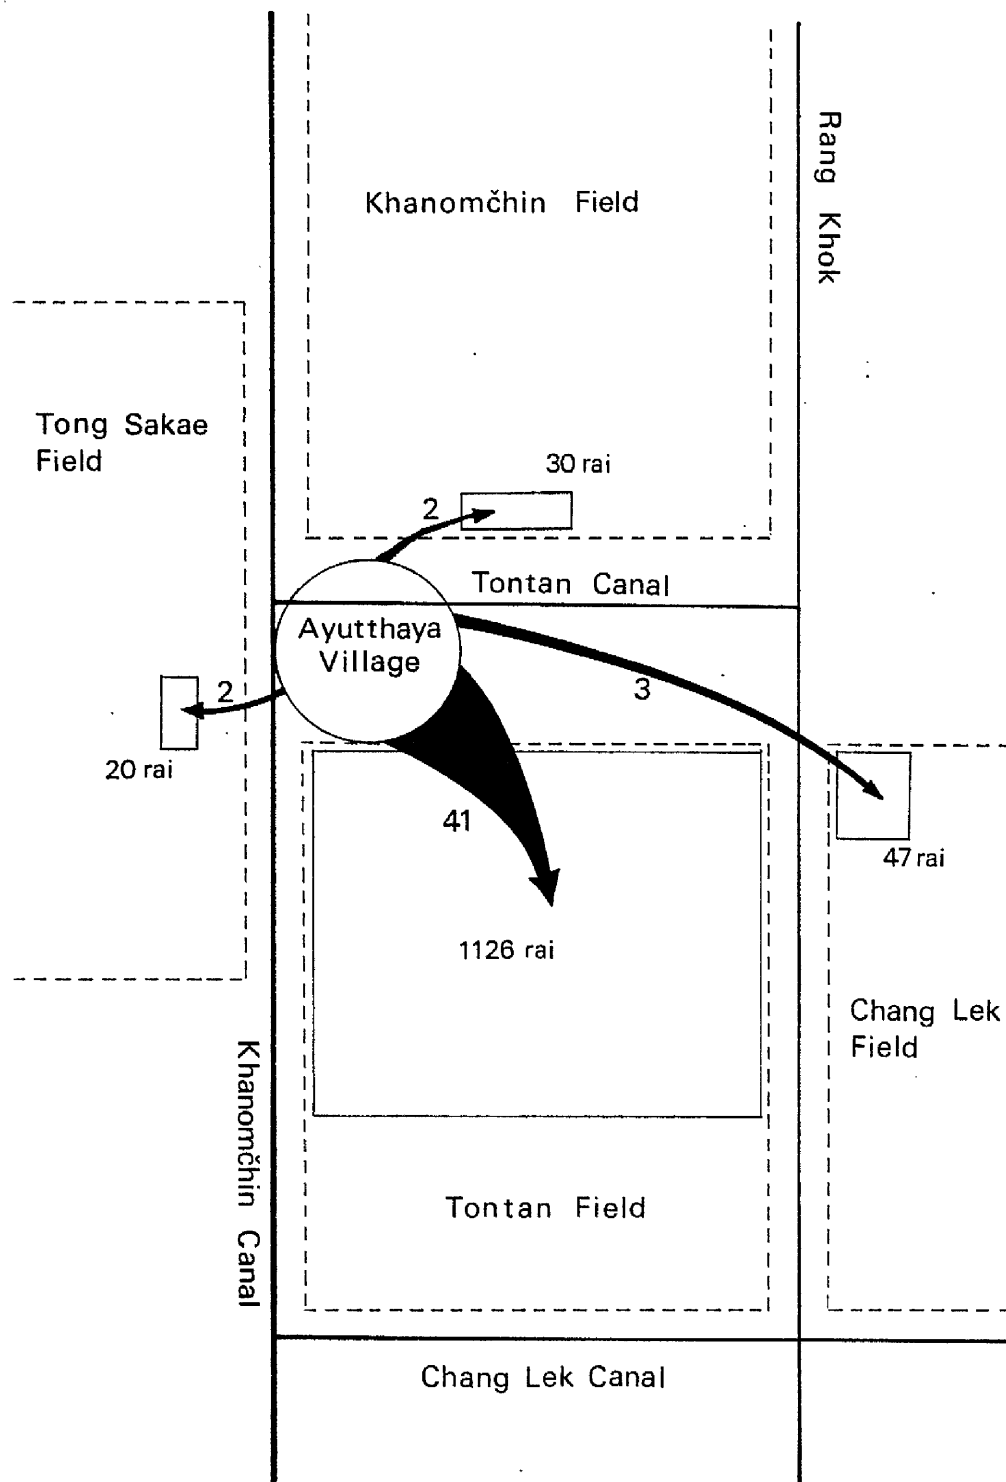 Rang Khok
Khanomčhin Field
Tong Sakae
Field
30 rai
2
Tontan Canal
Ayutthaya
Village
2
3
20 rai
41
47 rai
1126 rai
Chang Lek
Field
Khanomčhin Canal
Tontan Field
Chang Lek Canal